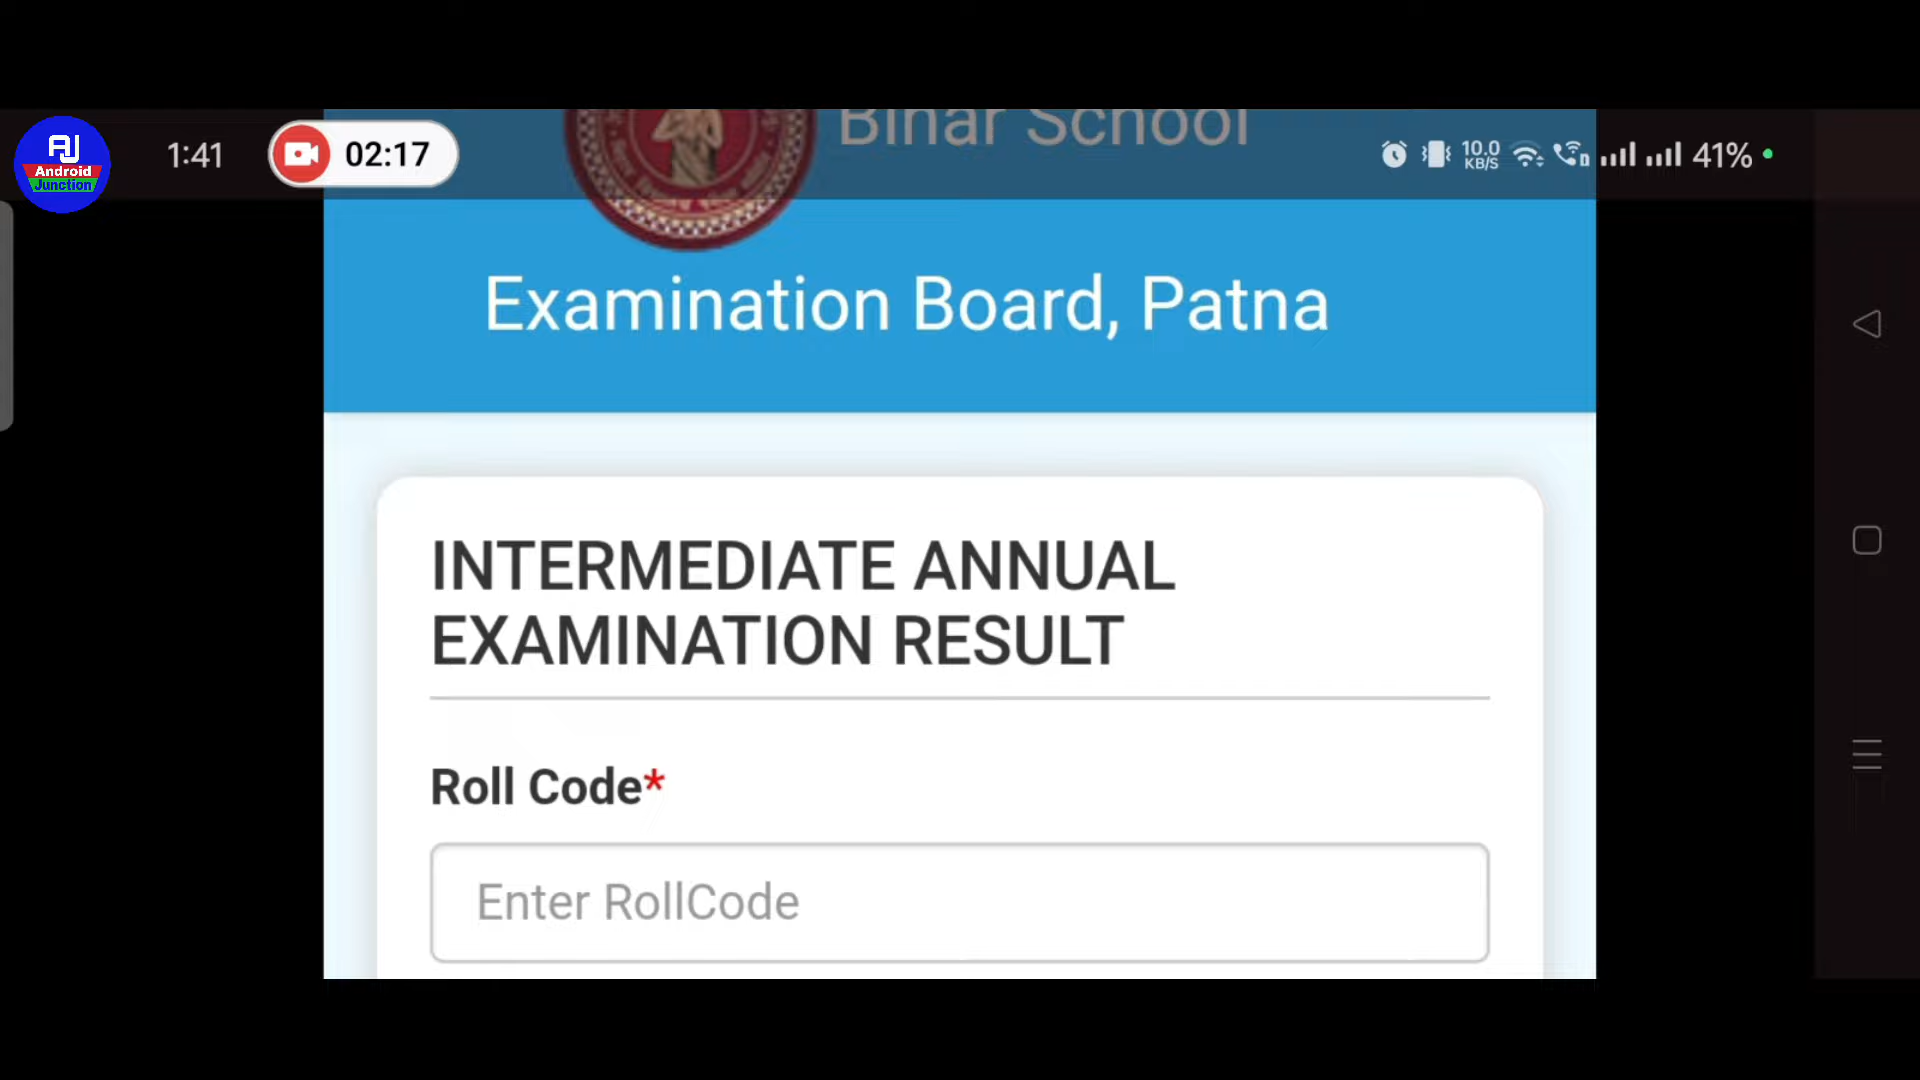 Bihar School
AJ
Android
Junction
1:41
02:17
10.0
KB/S
41%
Examination Board, Patna
INTERMEDIATE ANNUAL
EXAMINATION RESULT
Roll Code*
Enter RollCode